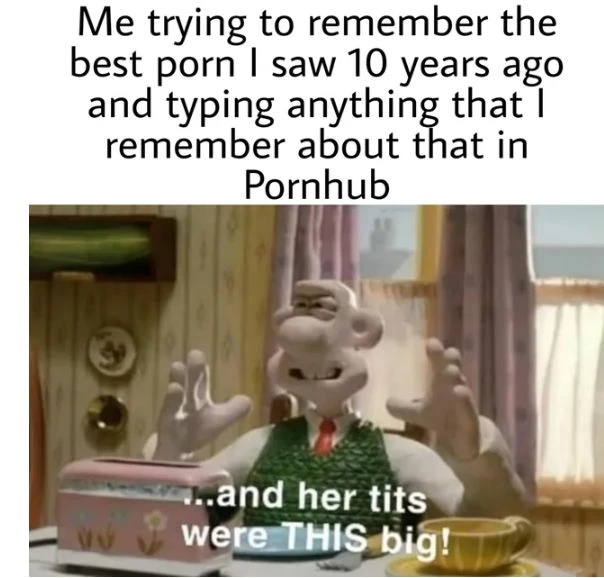 Me trying to remember the
best porn I saw 10 years ago
and typing anything that I
remember about that in
Pornhub
...and her tits
were THIS big!